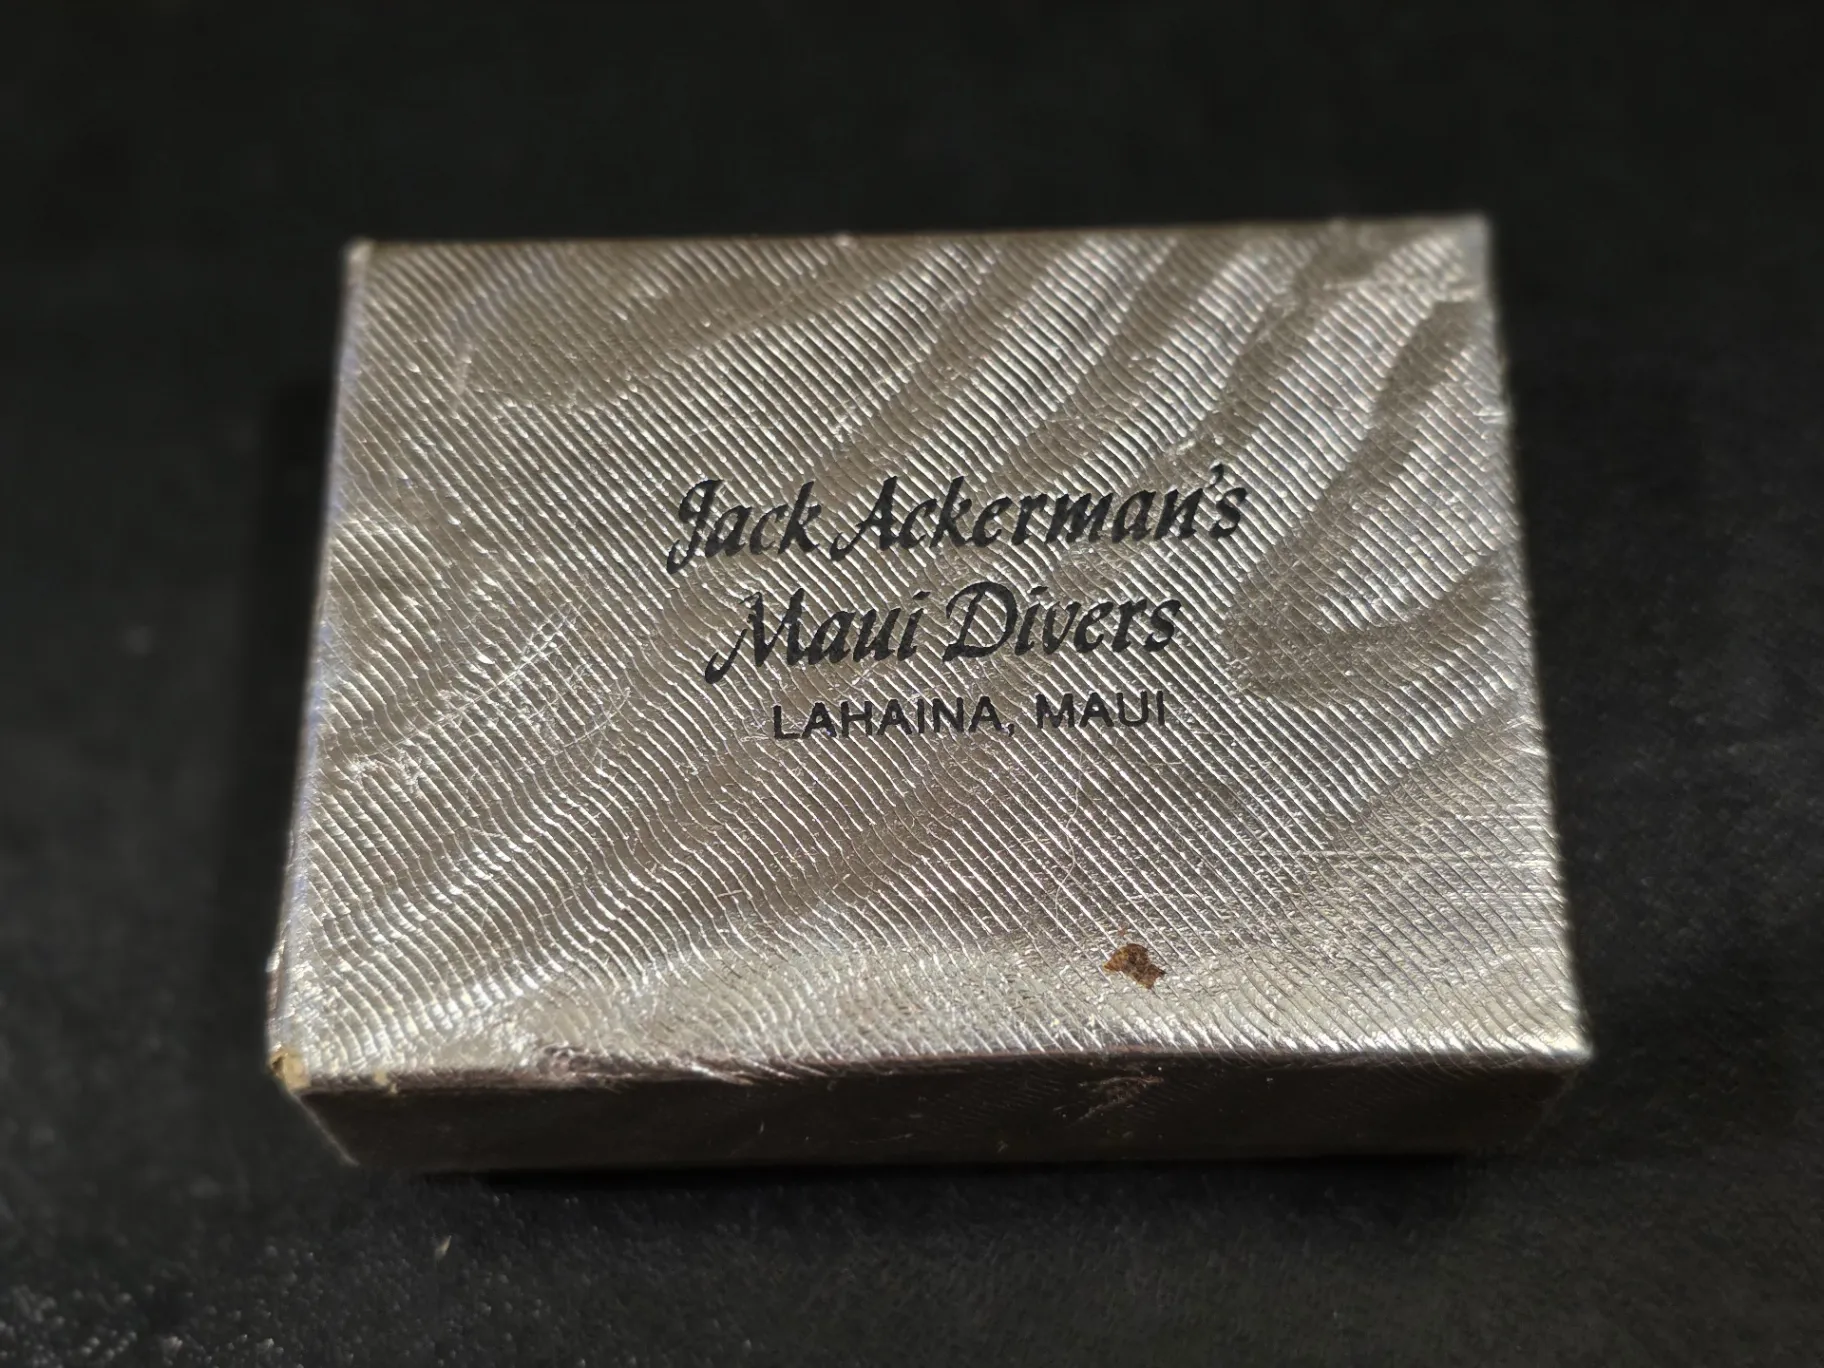 Jack Ackerman's
Maui Divers
LAHAINA, MAUI